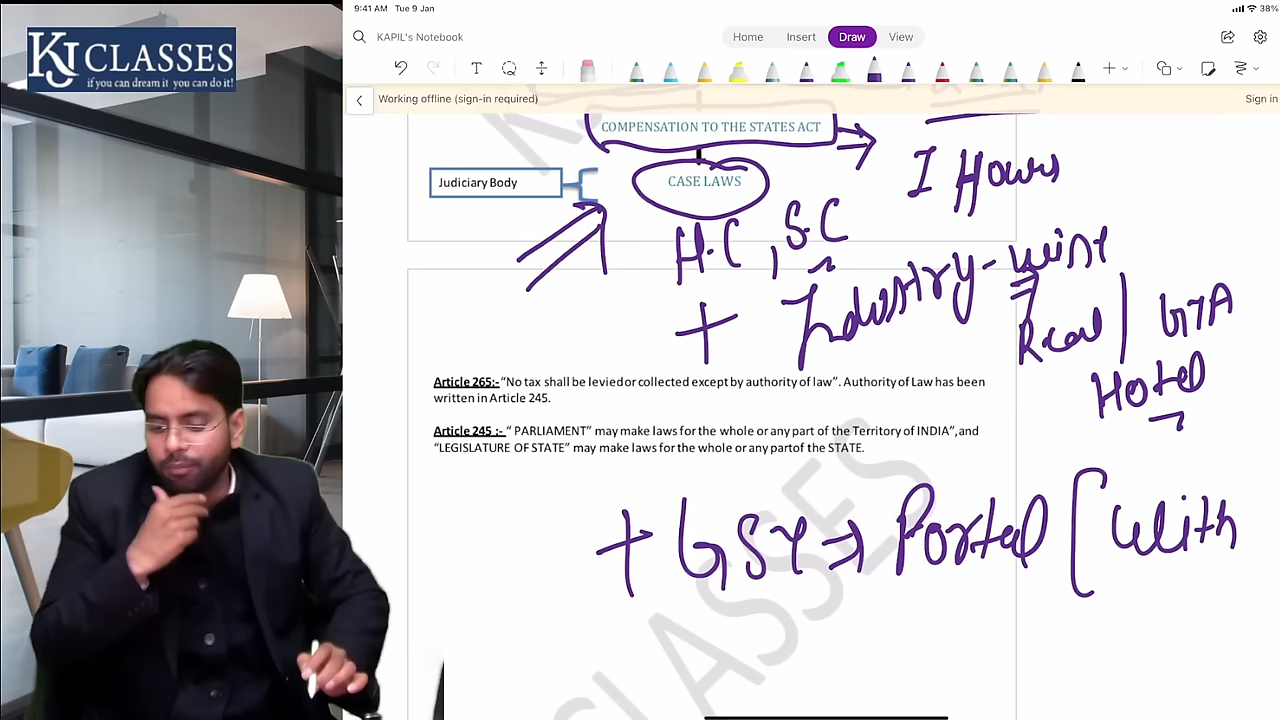 KJ CLASSES
if you can dream it you can do it!
9:41 AM Tue 9 Jan
38%
KAPIL's Notebook
Home Insert Draw View
Working offline (sign-in required)
Sign in
COMPENSATION TO THE STATES ACT
Judiciary Body
CASE LAWS
I Hours
H.C, S.C
+ Industry-wise
Real | GTA
Hotel
Article 265:- “No tax shall be levied or collected except by authority of law”. Authority of Law has been
written in Article 245.
Article 245 :- “ PARLIAMENT” may make laws for the whole or any part of the Territory of INDIA”, and
“LEGISLATURE OF STATE” may make laws for the whole or any part of the STATE.
+ GST → Portal [With
CLASSES